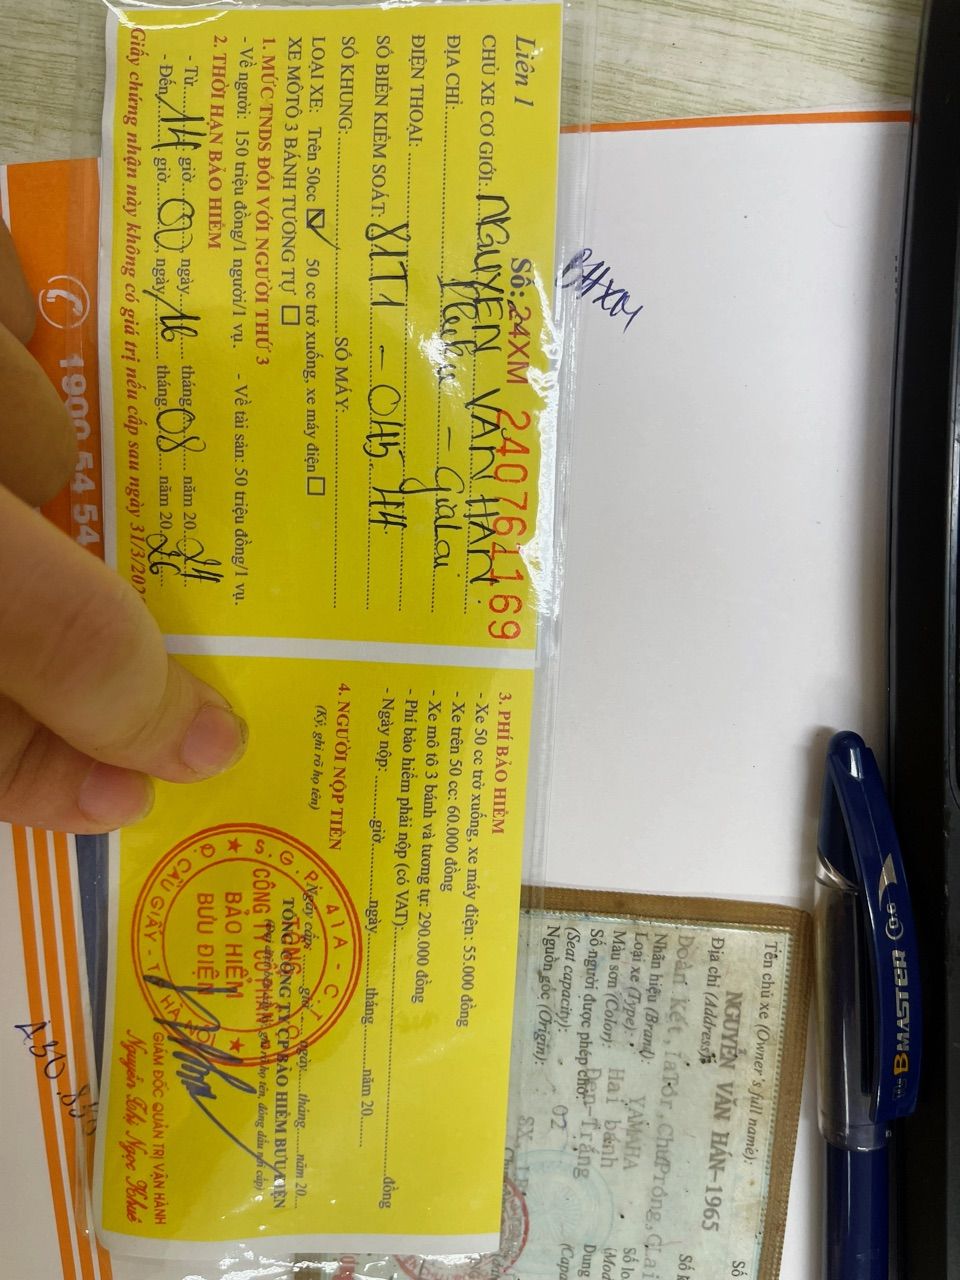 Liên 1
Số: 24XM 240761169
CHỦ XE CƠ GIỚI: NGUYỄN VĂN HÁN
ĐỊA CHỈ: - Gia Lai
ĐIỆN THOẠI:
SỐ BIỂN KIỂM SOÁT: 81T1 - 045.44
SỐ KHUNG: SỐ MÁY:
LOẠI XE: Trên 50cc 50 cc trở xuống, xe máy điện
XE MÔTÔ 3 BÁNH TƯƠNG TỰ
1. MỨC TNDS ĐỐI VỚI NGƯỜI THỨ 3
- Về người: 150 triệu đồng/1 người/1 vụ. - Về tài sản: 50 triệu đồng/1 vụ.
2. THỜI HẠN BẢO HIỂM
- Từ 14 giờ 00, ngày 16 tháng 08 năm 2024
- Đến giờ ngày tháng năm 2026
Giấy chứng nhận này không có giá trị nếu cấp sau ngày 31/3/202
3. PHÍ BẢO HIỂM
- Xe 50 cc trở xuống, xe máy điện : 55.000 đồng
- Xe trên 50 cc: 60.000 đồng
- Xe mô tô 3 bánh và tương tự: 290.000 đồng
- Phí bảo hiểm phải nộp (có VAT): đồng
- Ngày nộp: giờ ngày tháng năm 20
4. NGƯỜI NỘP TIỀN
(Ký, ghi rõ họ tên)
Ngày cấp: giờ ngày tháng năm 20
TỔNG CÔNG TY CP BẢO HIỂM BƯU ĐIỆN
TỔNG
CÔNG TY CỔ PHẦN
BẢO HIỂM
BƯU ĐIỆN
Q. CẦU GIẤY - T
GIÁM ĐỐC QUẢN TRỊ VẬN HÀNH
Nguyễn Thị Ngọc Khuê
1900 54 54
BHXM
MASTER
Tên chủ xe (Owner's full name):
NGUYỄN VĂN HÁN-1965
Địa chỉ (Address):
Đoàn Kết, IaTôr, ChưPrông, GLai
Nhãn hiệu (Brand): YAMAHA
Loại xe (Type): Hai bánh
Màu sơn (Color): Đen-Trắng
Số người được phép chở: 02
(Seat capacity):
Nguồn gốc (Origin):